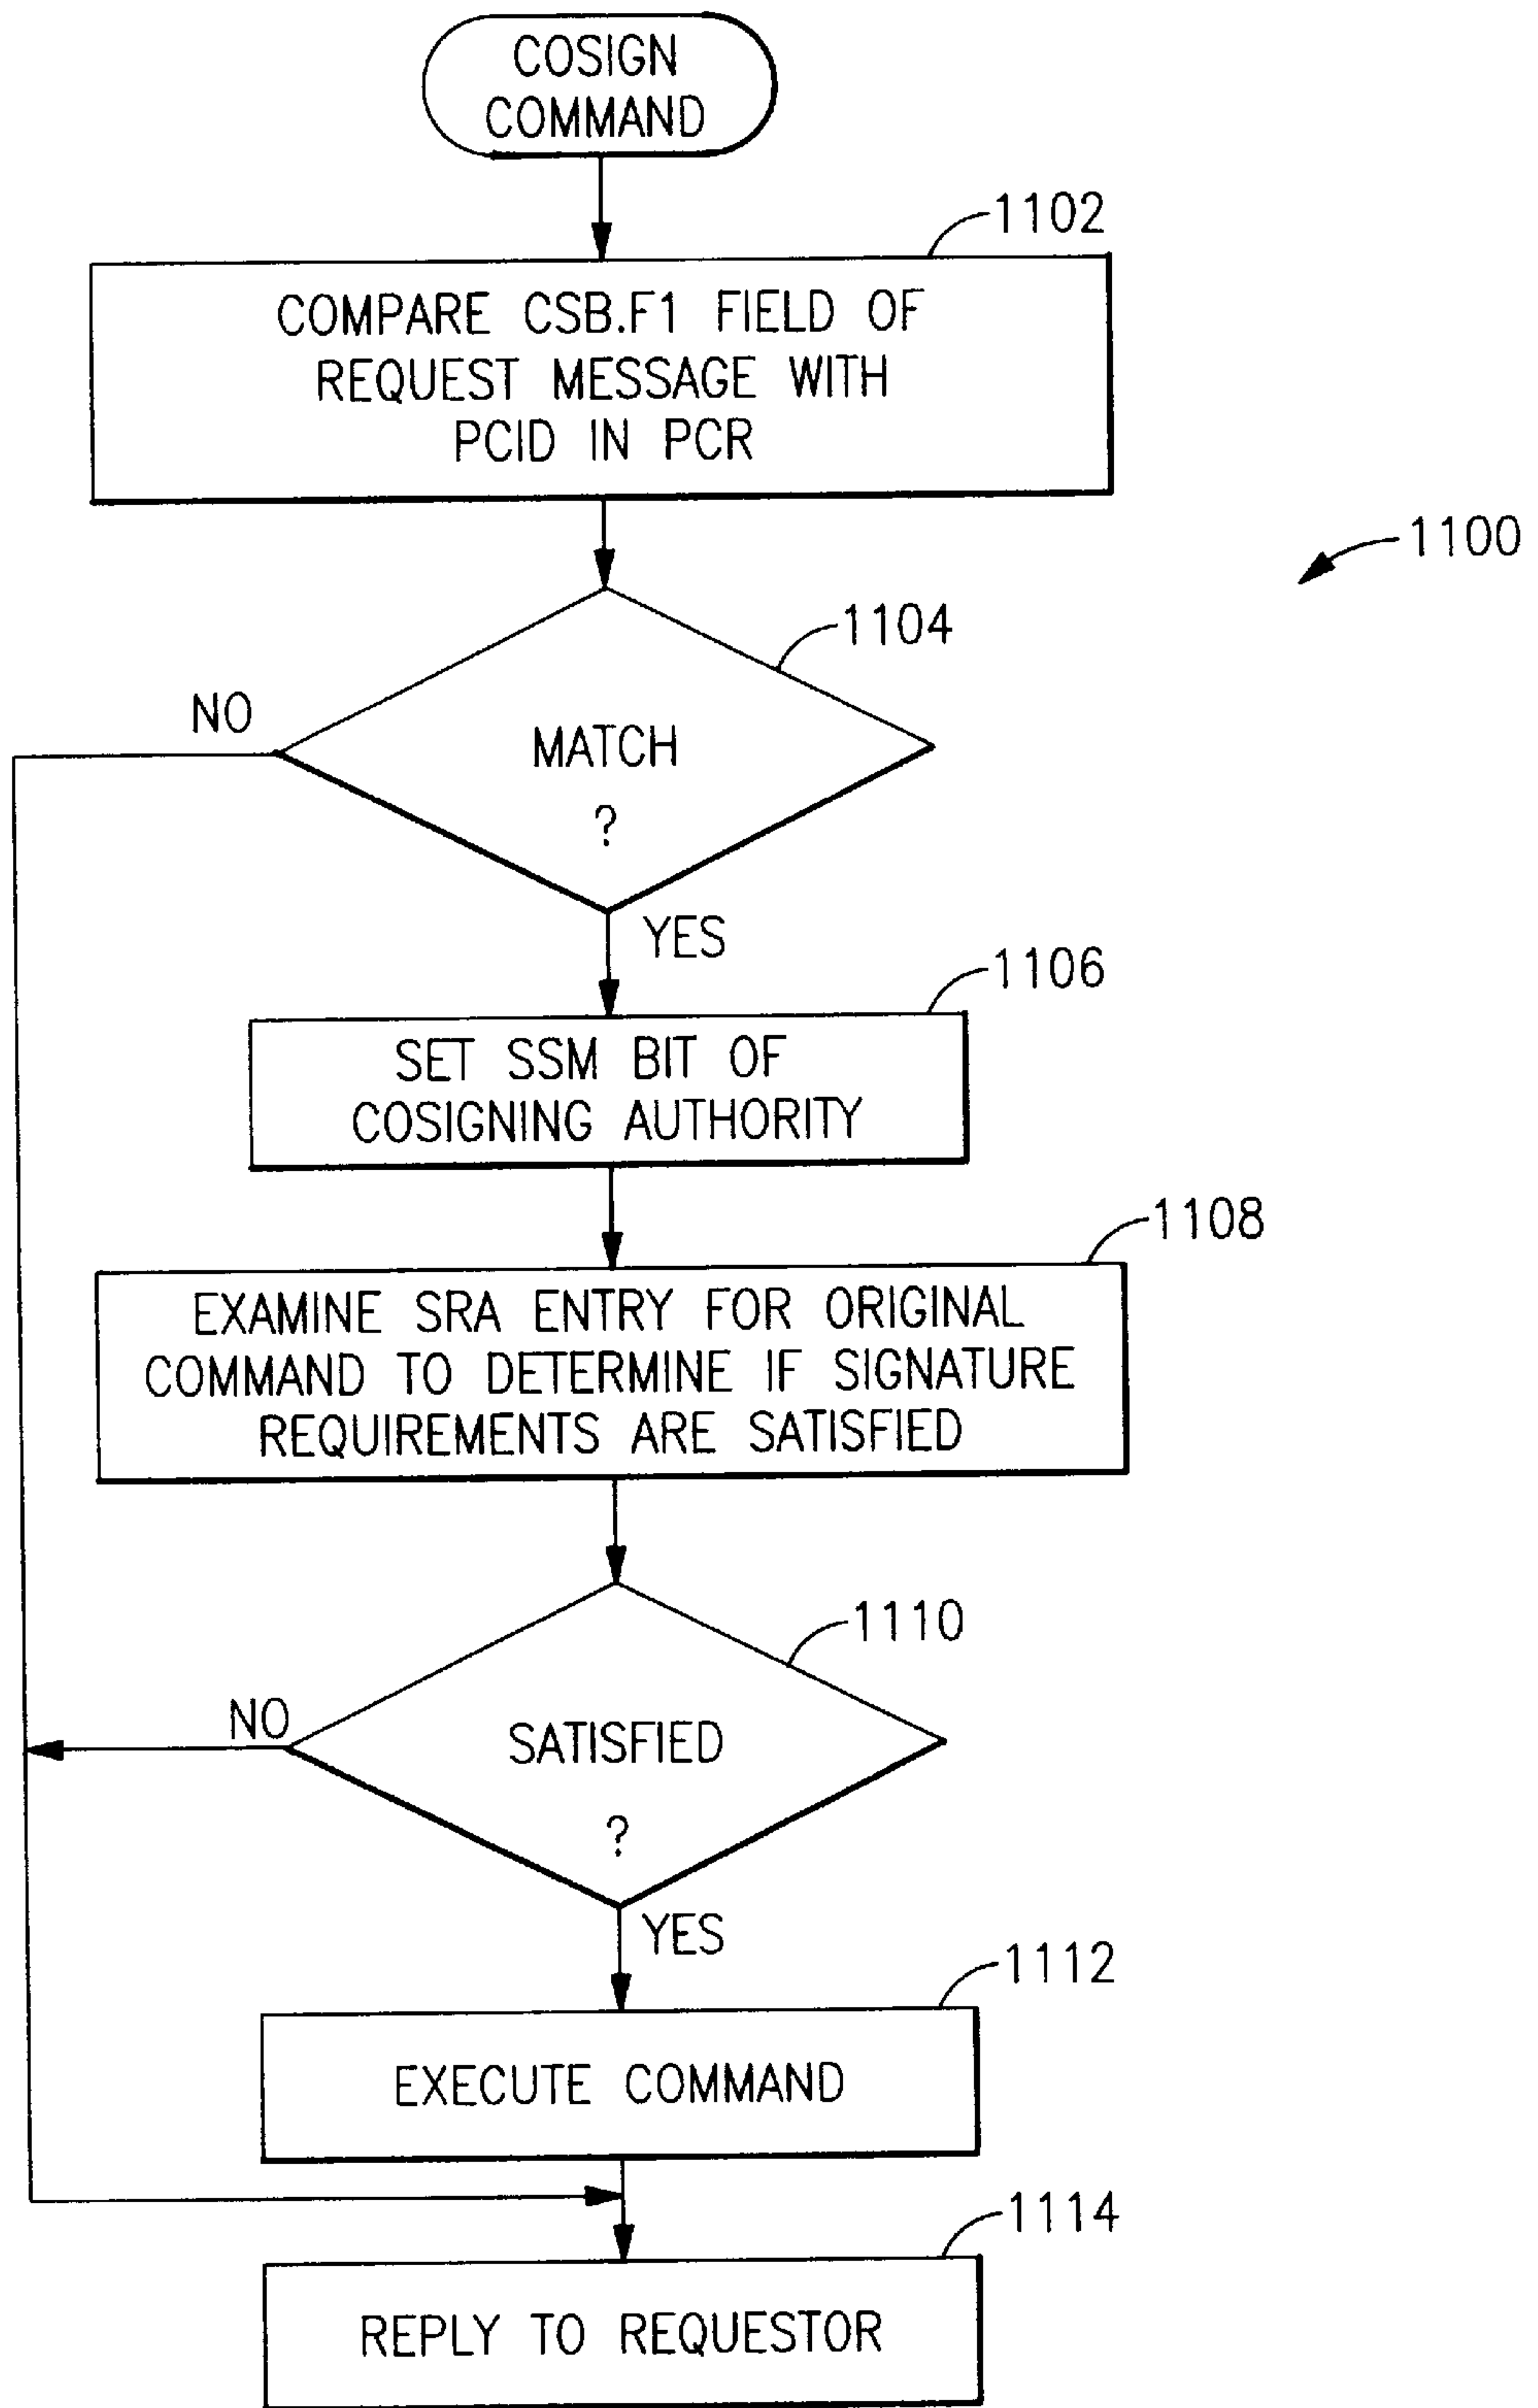 COSIGN
COMMAND
1102
COMPARE CSB.F1 FIELD OF
REQUEST MESSAGE WITH
PCID IN PCR
1100
1104
NO
MATCH
?
YES
1106
SET SSM BIT OF
COSIGNING AUTHORITY
1108
EXAMINE SRA ENTRY FOR ORIGINAL
COMMAND TO DETERMINE IF SIGNATURE
REQUIREMENTS ARE SATISFIED
1110
NO
SATISFIED
?
YES
1112
EXECUTE COMMAND
1114
REPLY TO REQUESTOR